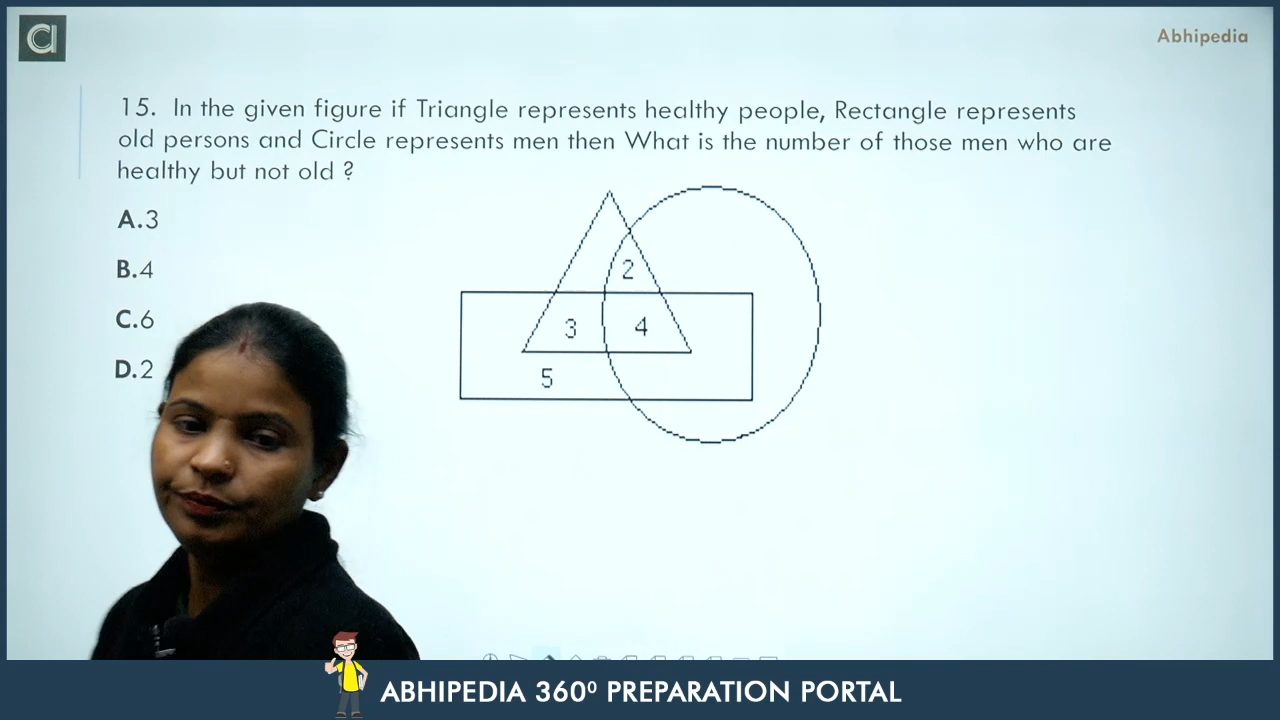 Abhipedia
15. In the given figure if Triangle represents healthy people, Rectangle represents
old persons and Circle represents men then What is the number of those men who are
healthy but not old ?
A.3
B.4
C.6
D.2
2
3
4
5
ABHIPEDIA 360⁰ PREPARATION PORTAL